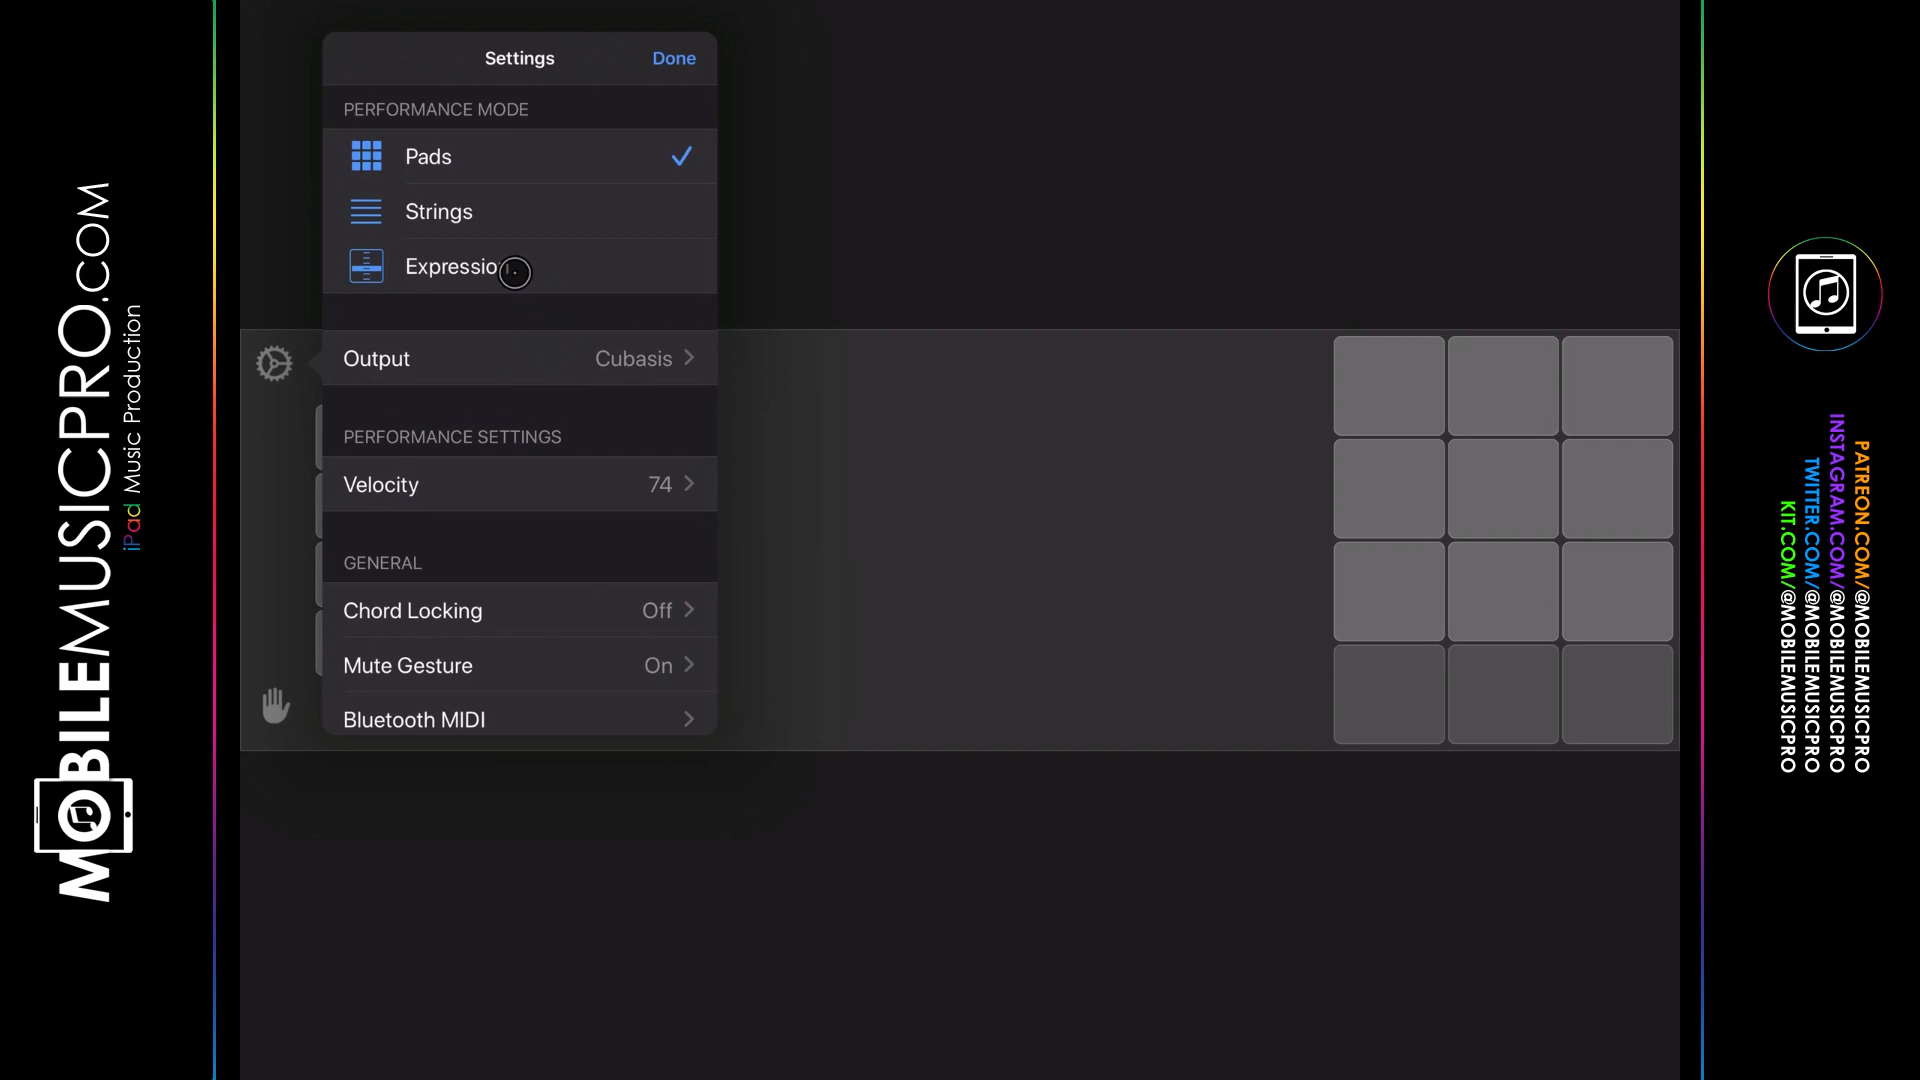 MOBILEMUSICPRO.COM
iPad Music Production
Settings
Done
PERFORMANCE MODE
Pads
Strings
Expression
Output
Cubasis
PERFORMANCE SETTINGS
Velocity
74
GENERAL
Chord Locking
Off
Mute Gesture
On
Bluetooth MIDI
PATREON.COM/@MOBILEMUSICPRO
INSTAGRAM.COM/@MOBILEMUSICPRO
TWITTER.COM/@MOBILEMUSICPRO
KIT.COM/@MOBILEMUSICPRO